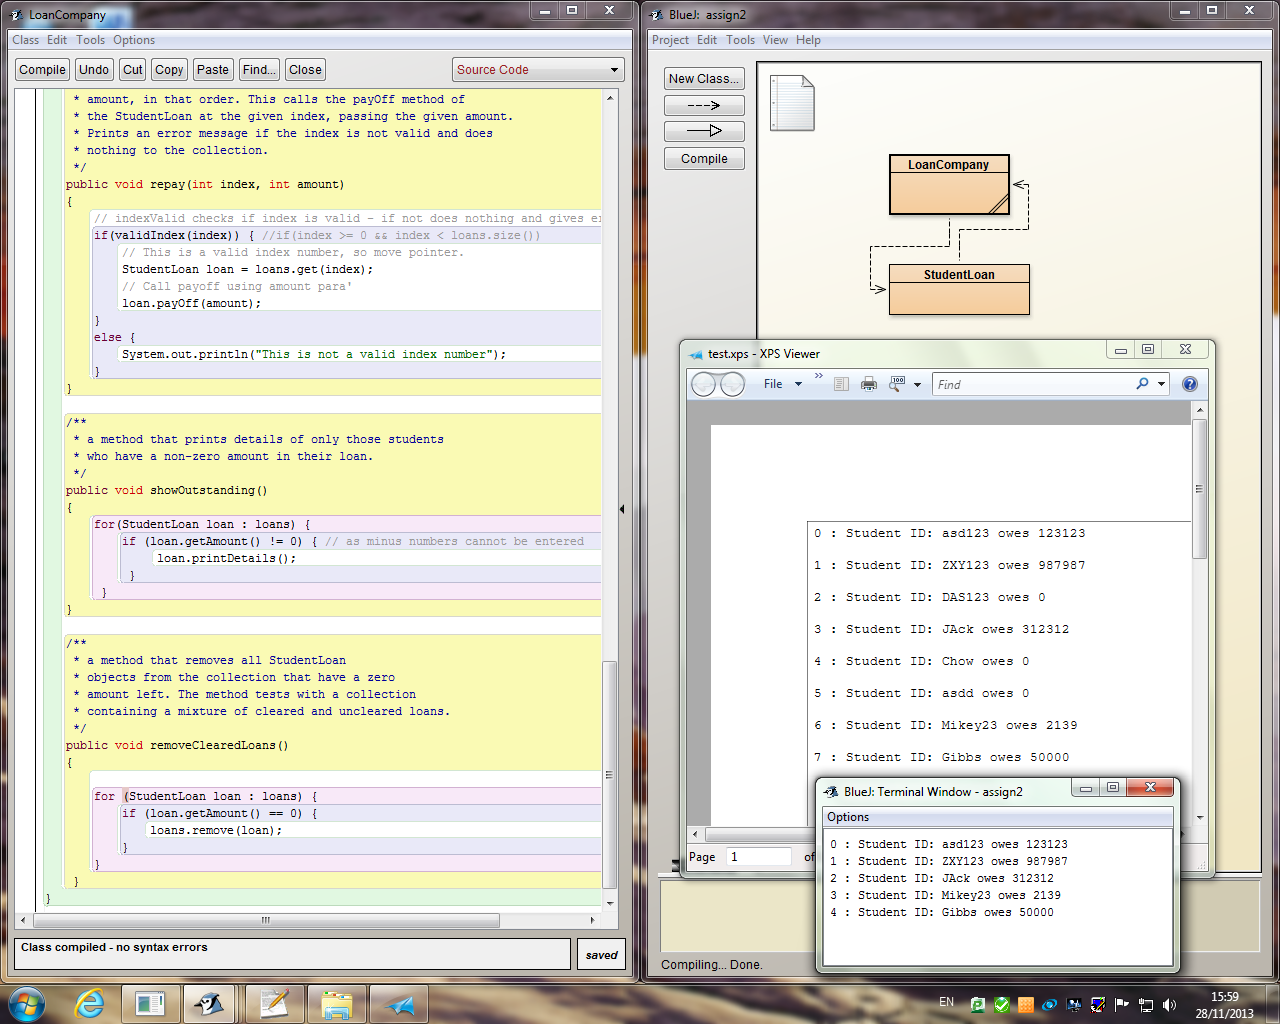 LoanCompany
Class Edit Tools Options
Compile Undo Cut Copy Paste Find... Close Source Code
* amount, in that order. This calls the payOff method of
* the StudentLoan at the given index, passing the given amount.
* Prints an error message if the index is not valid and does
* nothing to the collection.
*/
public void repay(int index, int amount)
{
// indexValid checks if index is valid - if not does nothing and gives er
if(validIndex(index)) { //if(index >= 0 && index < loans.size())
// This is a valid index number, so move pointer.
StudentLoan loan = loans.get(index);
// Call payoff using amount para'
loan.payOff(amount);
}
else {
System.out.println("This is not a valid index number");
}
}
/**
* a method that prints details of only those students
* who have a non-zero amount in their loan.
*/
public void showOutstanding()
{
for(StudentLoan loan : loans) {
if (loan.getAmount() != 0) { // as minus numbers cannot be entered
loan.printDetails();
}
}
}
/**
* a method that removes all StudentLoan
* objects from the collection that have a zero
* amount left. The method tests with a collection
* containing a mixture of cleared and uncleared loans.
*/
public void removeClearedLoans()
{
for (StudentLoan loan : loans) {
if (loan.getAmount() == 0) {
loans.remove(loan);
}
}
}
}
Class compiled - no syntax errors
saved
BlueJ: assign2
Project Edit Tools View Help
New Class...
Compile
LoanCompany
StudentLoan
test.xps - XPS Viewer
File » 100 Find
0 : Student ID: asd123 owes 123123
1 : Student ID: ZXY123 owes 987987
2 : Student ID: DAS123 owes 0
3 : Student ID: JAck owes 312312
4 : Student ID: Chow owes 0
5 : Student ID: asdd owes 0
6 : Student ID: Mikey23 owes 2139
7 : Student ID: Gibbs owes 50000
Page 1 of
BlueJ: Terminal Window - assign2
Options
0 : Student ID: asd123 owes 123123
1 : Student ID: ZXY123 owes 987987
2 : Student ID: JAck owes 312312
3 : Student ID: Mikey23 owes 2139
4 : Student ID: Gibbs owes 50000
Compiling... Done.
EN
15:59
28/11/2013